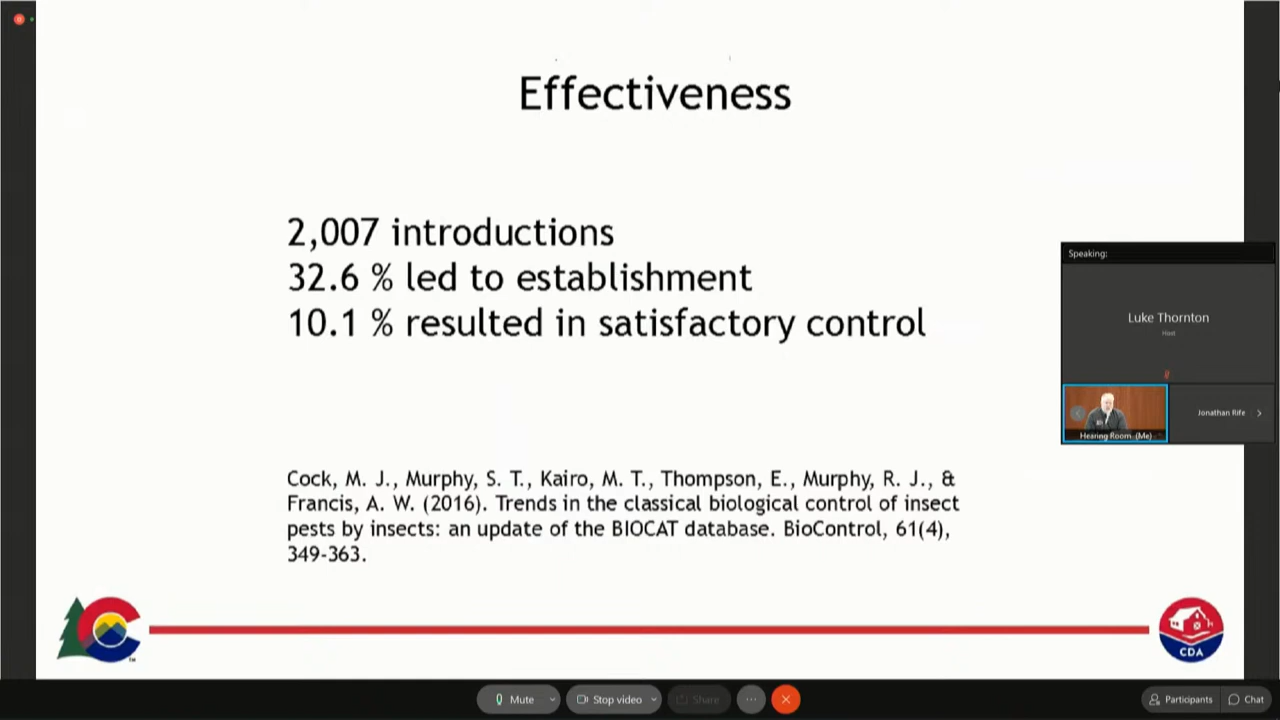 Effectiveness
2,007 introductions
32.6 % led to establishment
10.1 % resulted in satisfactory control
Speaking:
Luke Thornton
Host
Hearing Room (Me)
Jonathan Rife
Cock, M. J., Murphy, S. T., Kairo, M. T., Thompson, E., Murphy, R. J., &
Francis, A. W. (2016). Trends in the classical biological control of insect
pests by insects: an update of the BIOCAT database. BioControl, 61(4),
349-363.
TM
CDA
Mute
Stop video
Share
Participants
Chat